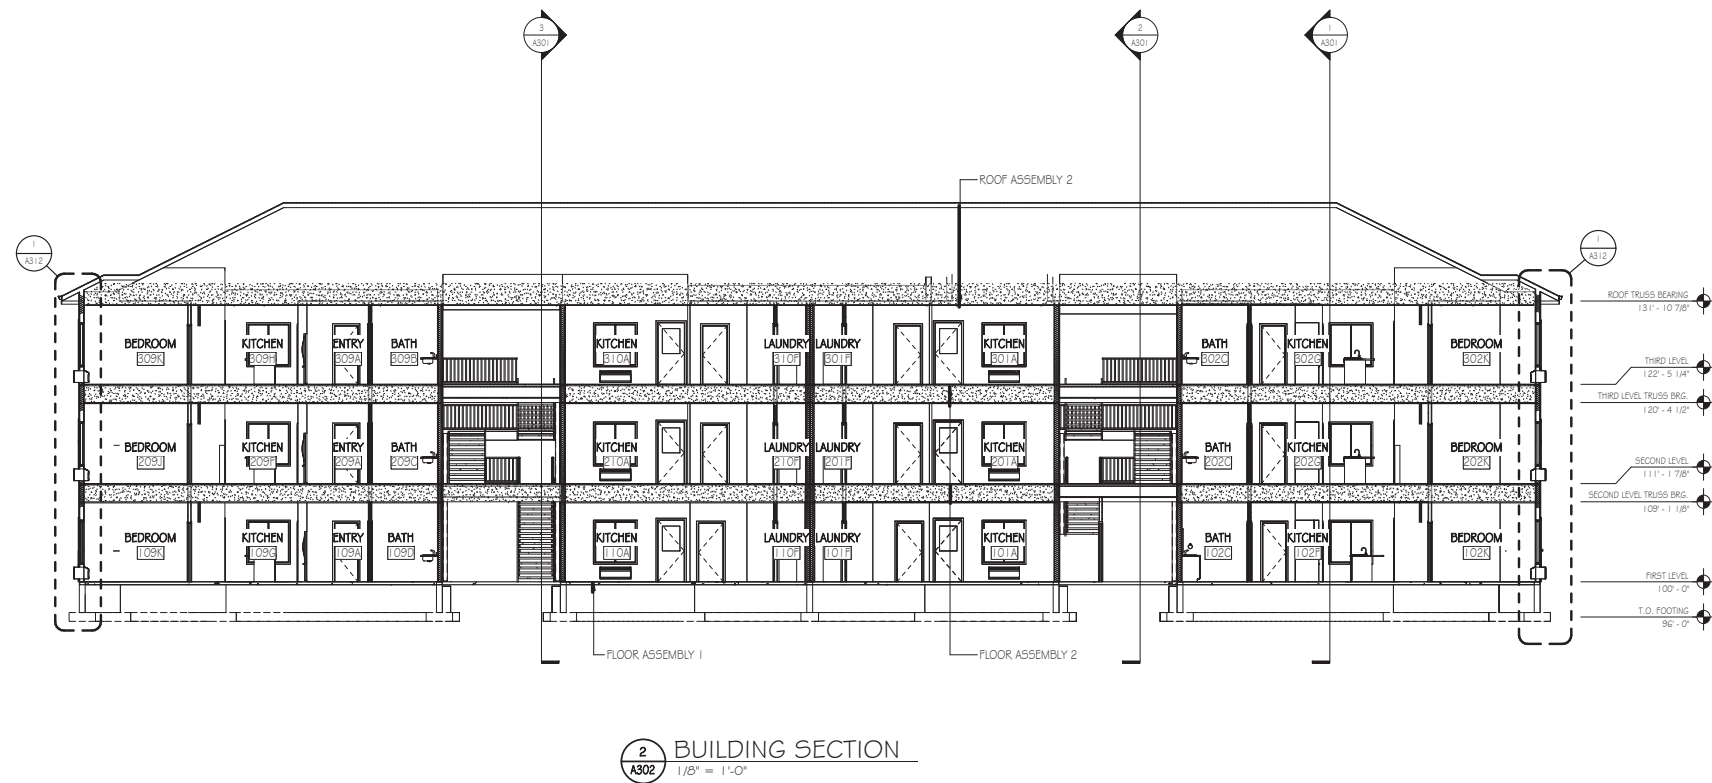 3
A301
2
A301
1
A301
ROOF ASSEMBLY 2
1
A312
1
A312
ROOF TRUSS BEARING
131' - 10 7/8"
BEDROOM
309K
KITCHEN
309H
ENTRY
309A
BATH
309B
KITCHEN
310A
LAUNDRY
310F
LAUNDRY
301F
KITCHEN
301A
BATH
302C
KITCHEN
302G
BEDROOM
302K
THIRD LEVEL
122' - 5 1/4"
THIRD LEVEL TRUSS BRG.
120' - 4 1/2"
BEDROOM
209J
KITCHEN
209F
ENTRY
209A
BATH
209C
KITCHEN
210A
LAUNDRY
210F
LAUNDRY
201F
KITCHEN
201A
BATH
202C
KITCHEN
202G
BEDROOM
202K
SECOND LEVEL
111' - 1 7/8"
SECOND LEVEL TRUSS BRG.
109' - 1 1/8"
BEDROOM
109K
KITCHEN
109G
ENTRY
109A
BATH
109D
KITCHEN
110A
LAUNDRY
110F
LAUNDRY
101F
KITCHEN
101A
BATH
102C
KITCHEN
102F
BEDROOM
102K
FIRST LEVEL
100' - 0"
T.O. FOOTING
96' - 0"
FLOOR ASSEMBLY 1
FLOOR ASSEMBLY 2
2
A302
BUILDING SECTION
1/8" = 1'-0"